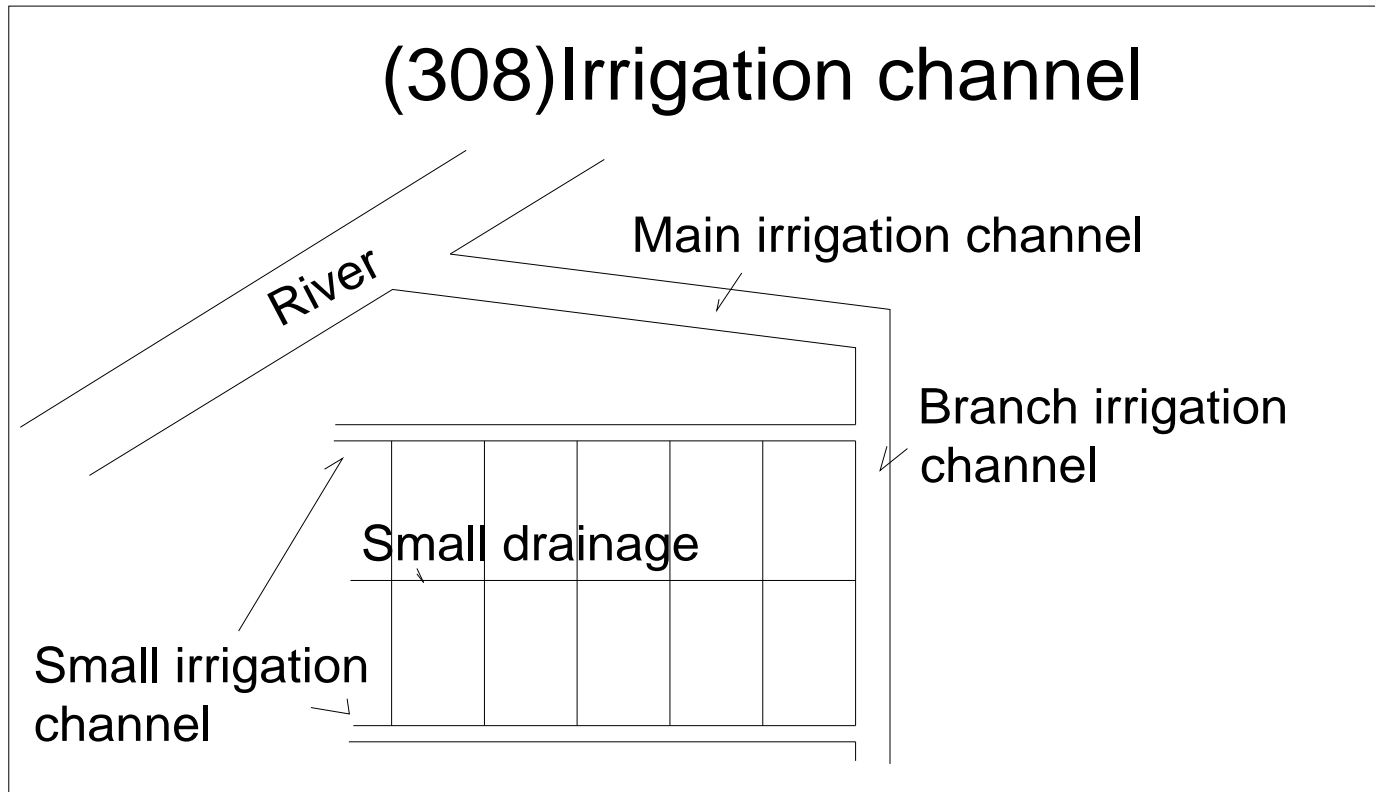 (308)Irrigation channel
River
Main irrigation channel
Branch irrigation
channel
Small drainage
Small irrigation
channel